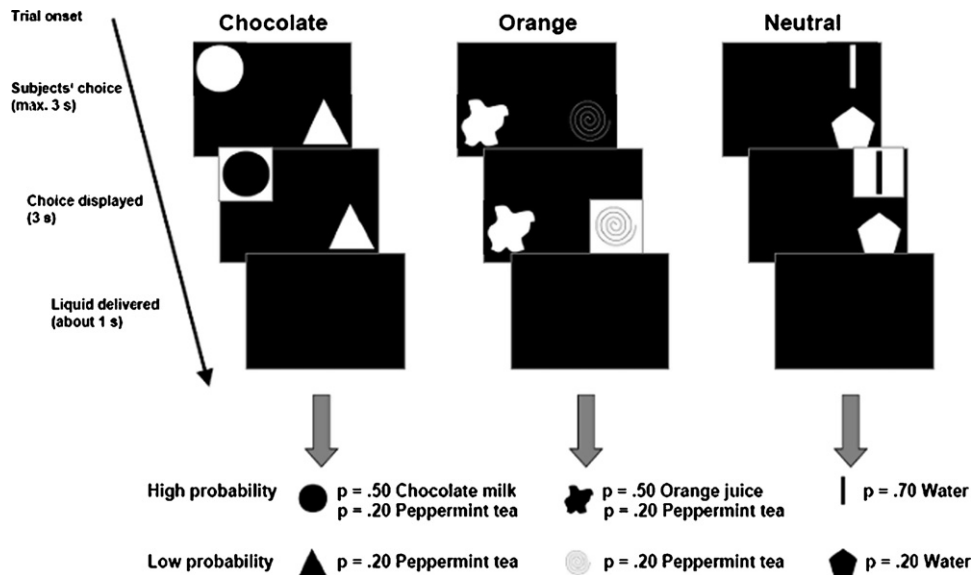 Trial onset
Chocolate
Orange
Neutral
Subjects' choice
(max. 3 s)
Choice displayed
(3 s)
Liquid delivered
(about 1 s)
High probability
p = .50 Chocolate milk
p = .20 Peppermint tea
p = .50 Orange juice
p = .20 Peppermint tea
p = .70 Water
Low probability
p = .20 Peppermint tea
p = .20 Peppermint tea
p = .20 Water